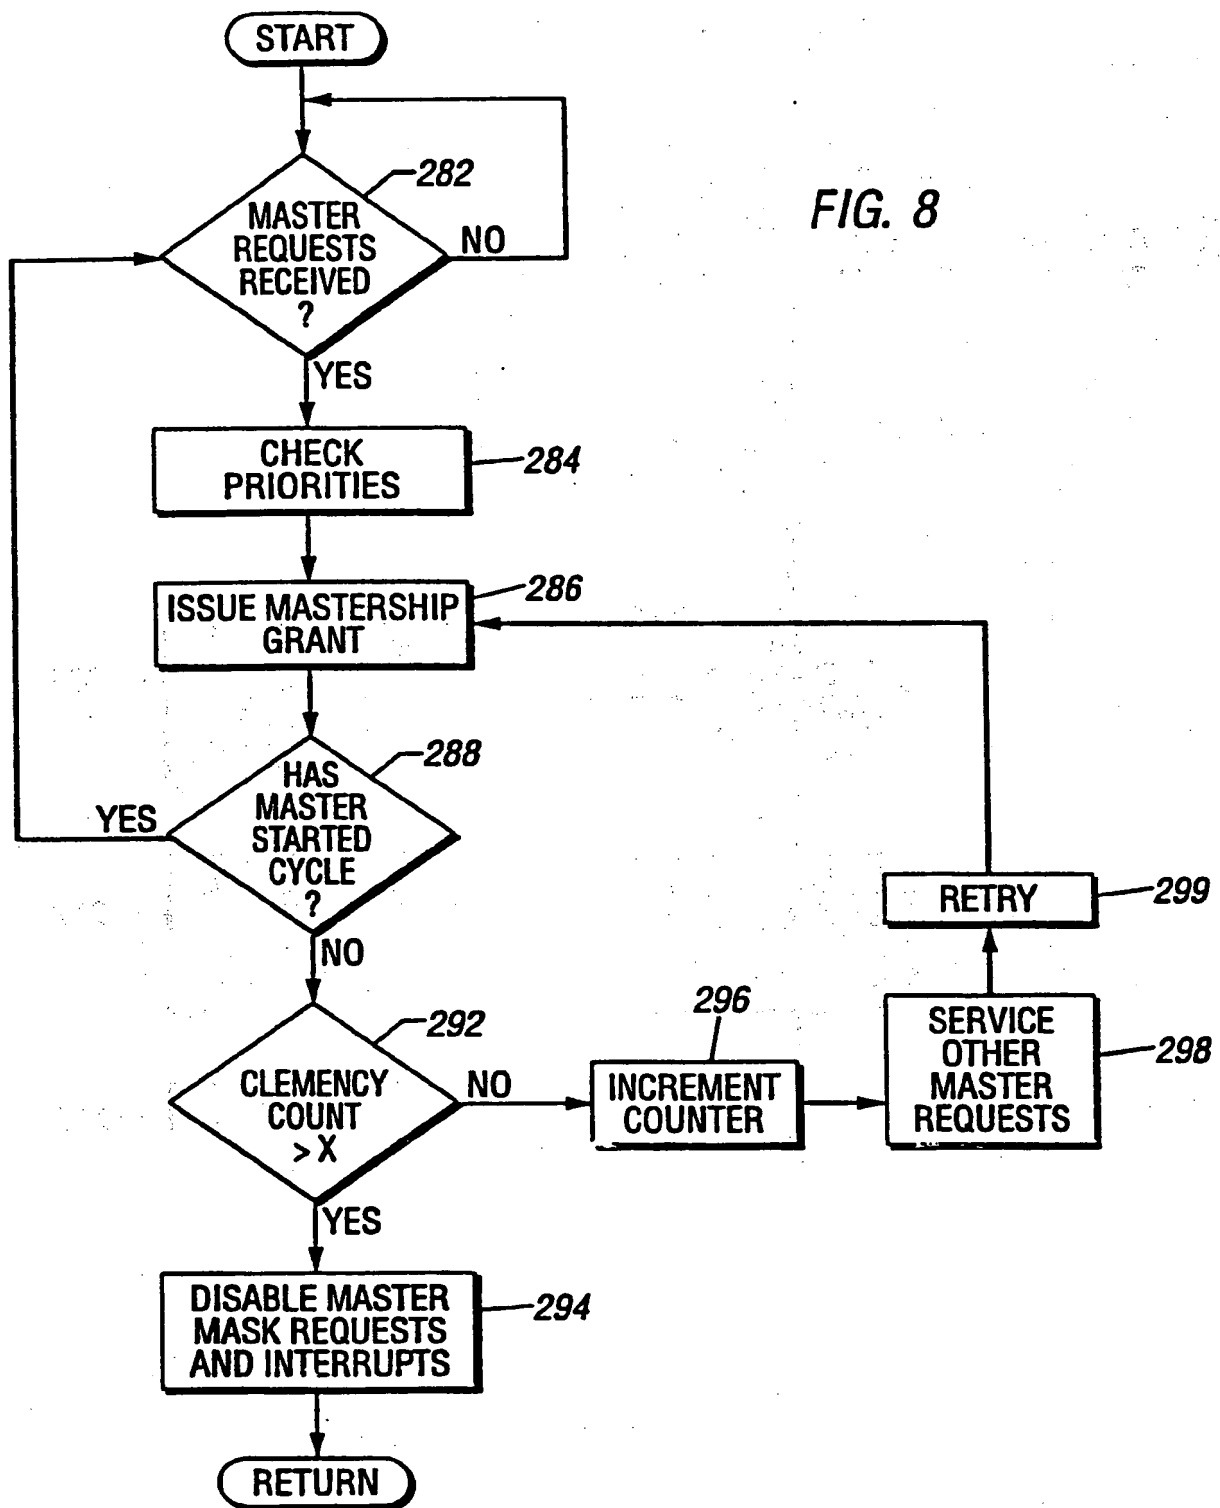 START
282
FIG. 8
MASTER
REQUESTS
RECEIVED
?
NO
YES
CHECK
PRIORITIES
284
286
ISSUE MASTERSHIP
GRANT
288
HAS
MASTER
STARTED
CYCLE
?
YES
NO
RETRY
299
292
CLEMENCY
COUNT
> X
NO
296
INCREMENT
COUNTER
SERVICE
OTHER
MASTER
REQUESTS
298
YES
DISABLE MASTER
MASK REQUESTS
AND INTERRUPTS
294
RETURN